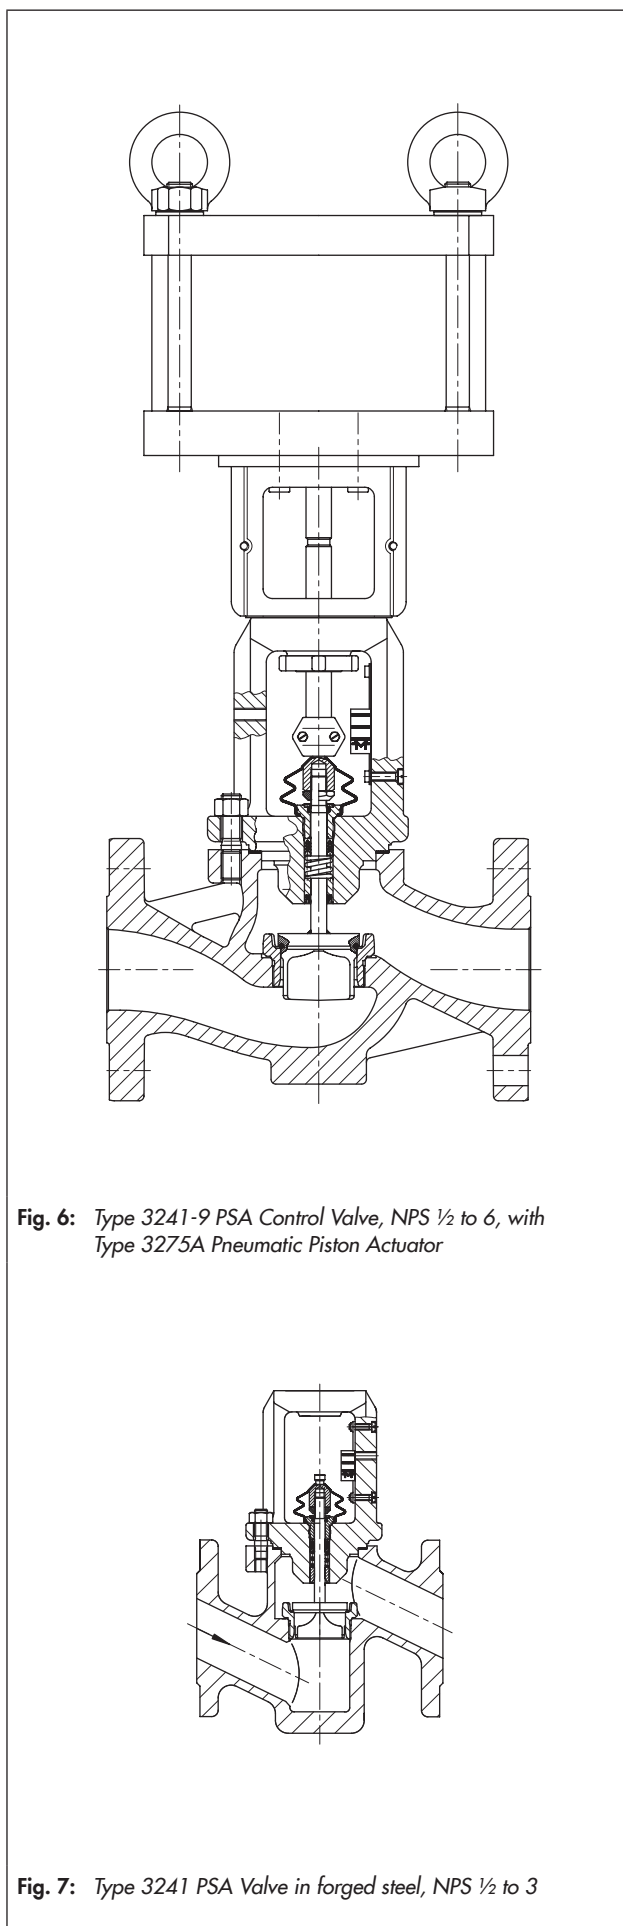 Fig. 6: Type 3241-9 PSA Control Valve, NPS ½ to 6, with
Type 3275A Pneumatic Piston Actuator
Fig. 7: Type 3241 PSA Valve in forged steel, NPS ½ to 3